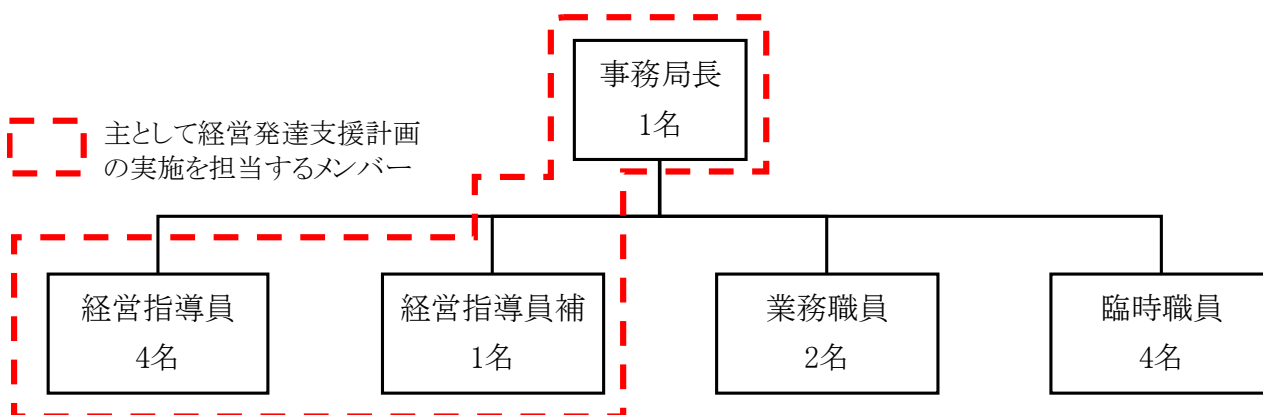 事務局長
1名
主として経営発達支援計画
の実施を担当するメンバー
経営指導員
4名
経営指導員補
1名
業務職員
2名
臨時職員
4名